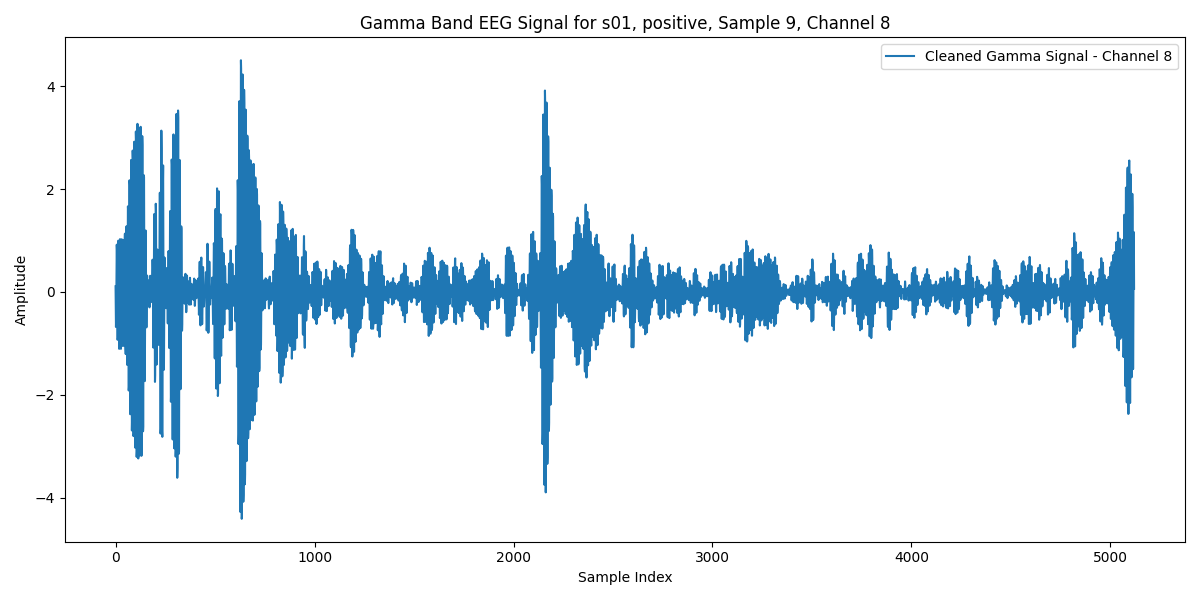 Gamma Band EEG Signal for s01, positive, Sample 9, Channel 8
Cleaned Gamma Signal - Channel 8
4
2
0
−2
−4
Amplitude
0 1000 2000 3000 4000 5000
Sample Index